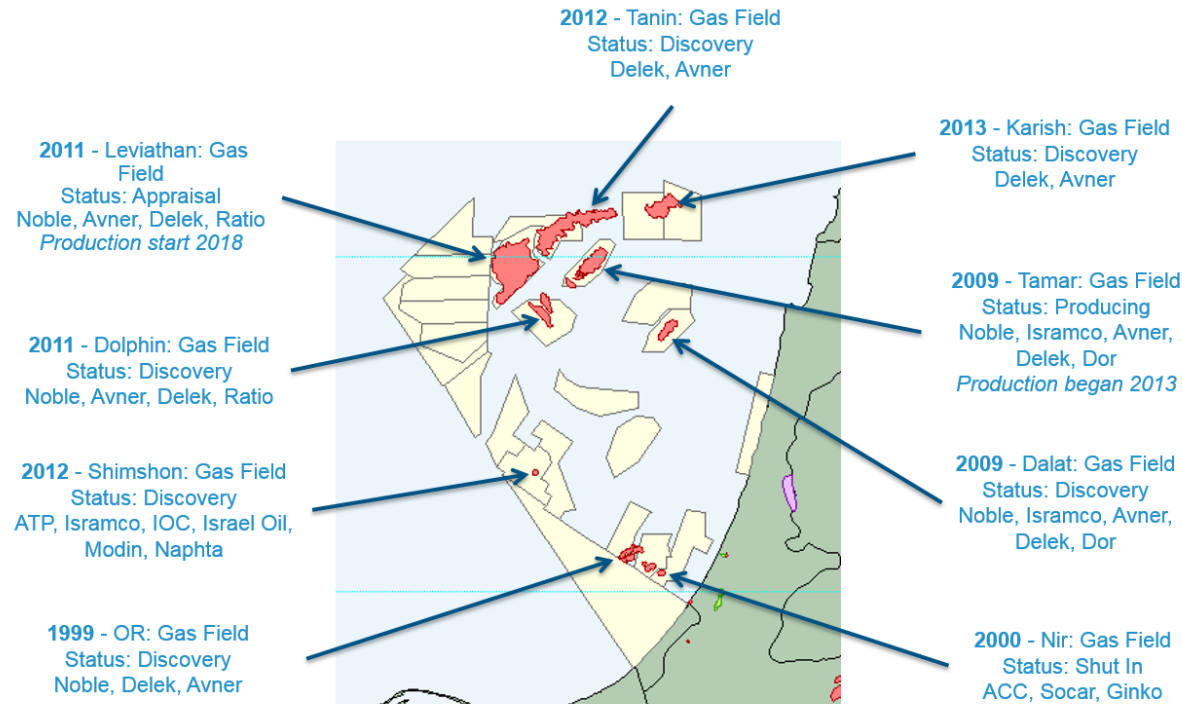 2012 - Tanin: Gas Field
Status: Discovery
Delek, Avner
2011 - Leviathan: Gas
Field
Status: Appraisal
Noble, Avner, Delek, Ratio
Production start 2018
2013 - Karish: Gas Field
Status: Discovery
Delek, Avner
2011 - Dolphin: Gas Field
Status: Discovery
Noble, Avner, Delek, Ratio
2009 - Tamar: Gas Field
Status: Producing
Noble, Isramco, Avner,
Delek, Dor
Production began 2013
2012 - Shimshon: Gas Field
Status: Discovery
ATP, Isramco, IOC, Israel Oil,
Modin, Naphta
2009 - Dalat: Gas Field
Status: Discovery
Noble, Isramco, Avner,
Delek, Dor
1999 - OR: Gas Field
Status: Discovery
Noble, Delek, Avner
2000 - Nir: Gas Field
Status: Shut In
ACC, Socar, Ginko